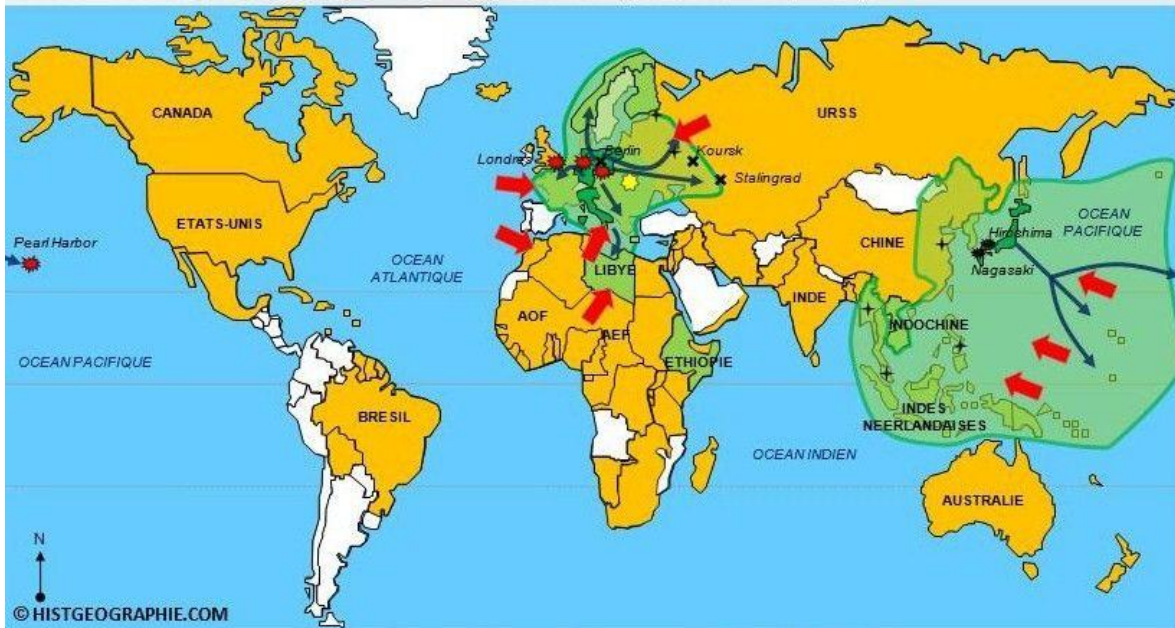 CANADA
URSS
Londres
Berlin
Koursk
Stalingrad
ETATS-UNIS
OCEAN
PACIFIQUE
Pearl Harbor
CHINE
Hiroshima
Nagasaki
OCEAN
ATLANTIQUE
LIBYE
INDE
AOF
AEF
INDOCHINE
OCEAN PACIFIQUE
ETHIOPIE
BRESIL
INDES
NEERLANDAISES
OCEAN INDIEN
AUSTRALIE
N
© HISTGEOGRAPHIE.COM